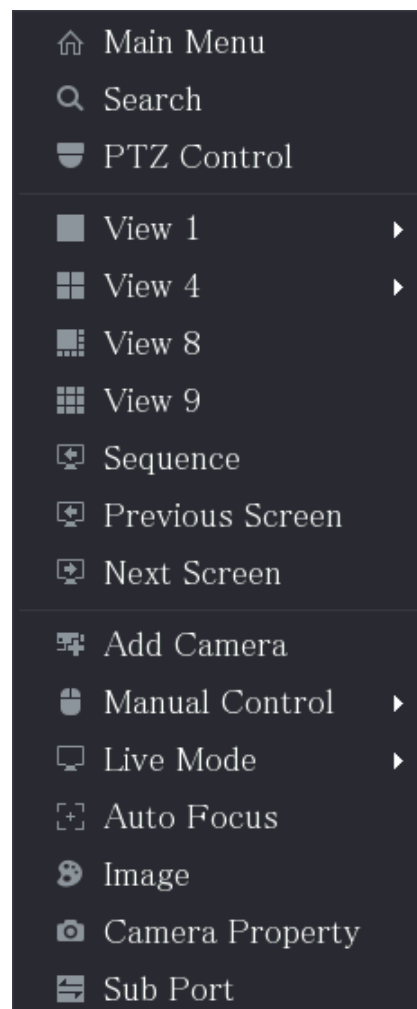 Main Menu
Search
PTZ Control
View 1
View 4
View 8
View 9
Sequence
Previous Screen
Next Screen
Add Camera
Manual Control
Live Mode
Auto Focus
Image
Camera Property
Sub Port